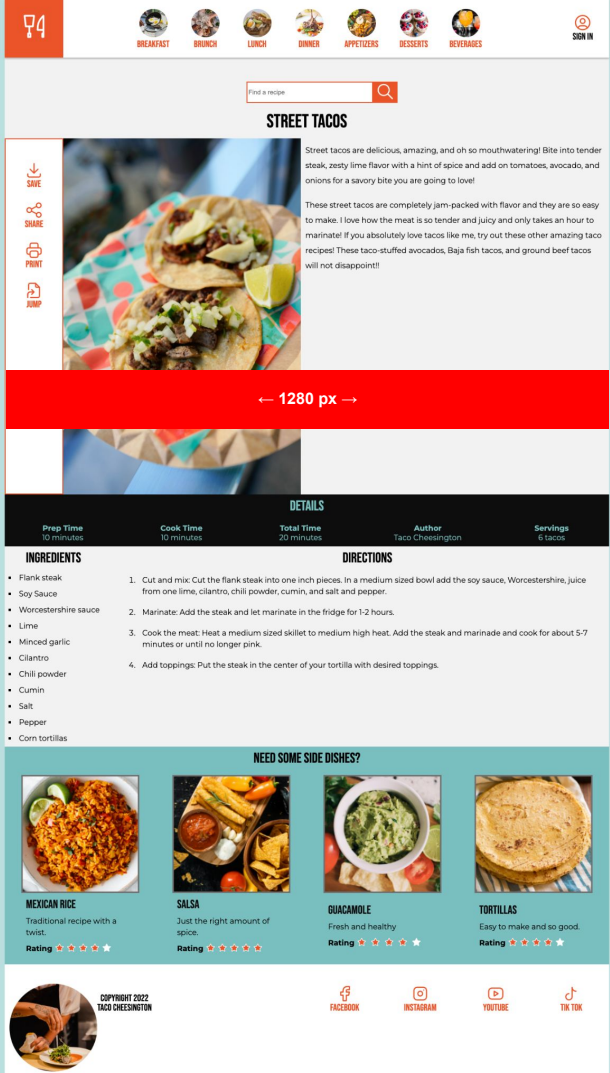 BREAKFAST BRUNCH LUNCH DINNER APPETIZERS DESSERTS BEVERAGES SIGN IN
Find a recipe
STREET TACOS
SAVE
SHARE
PRINT
JUMP
Street tacos are delicious, amazing, and oh so mouthwatering! Bite into tender
steak, zesty lime flavor with a hint of spice and add on tomatoes, avocado, and
onions for a savory bite you are going to love!
These street tacos are completely jam-packed with flavor and they are so easy
to make. I love how the meat is so tender and juicy and only takes an hour to
marinate! If you absolutely love tacos like me, try out these other amazing taco
recipes! These taco-stuffed avocados, Baja fish tacos, and ground beef tacos
will not disappoint!!
← 1280 px →
DETAILS
Prep Time Cook Time Total Time Author Servings
10 minutes 10 minutes 20 minutes Taco Cheesington 6 tacos
INGREDIENTS
Flank steak
Soy Sauce
Worcestershire sauce
Lime
Minced garlic
Cilantro
Chili powder
Cumin
Salt
Pepper
Corn tortillas
DIRECTIONS
1. Cut and mix: Cut the flank steak into one inch pieces. In a medium sized bowl add the soy sauce, Worcestershire, juice
from one lime, cilantro, chili powder, cumin, and salt and pepper.
2. Marinate: Add the steak and let marinate in the fridge for 1-2 hours.
3. Cook the meat: Heat a medium sized skillet to medium high heat. Add the steak and marinade and cook for about 5-7
minutes or until no longer pink.
4. Add toppings: Put the steak in the center of your tortilla with desired toppings.
NEED SOME SIDE DISHES?
MEXICAN RICE
Traditional recipe with a
twist.
Rating
SALSA
Just the right amount of
spice.
Rating
GUACAMOLE
Fresh and healthy
Rating
TORTILLAS
Easy to make and so good.
Rating
COPYRIGHT 2022
TACO CHEESINGTON
FACEBOOK INSTAGRAM YOUTUBE TIK TOK